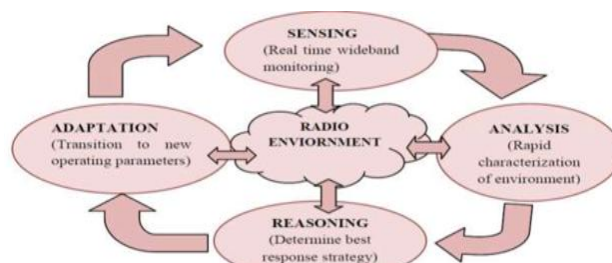 SENSING
(Real time wideband
monitoring)
ADAPTATION
(Transition to new
operating parameters)
RADIO
ENVIORNMENT
ANALYSIS
(Rapid
characterization
of environment)
REASONING
(Determine best
response strategy)